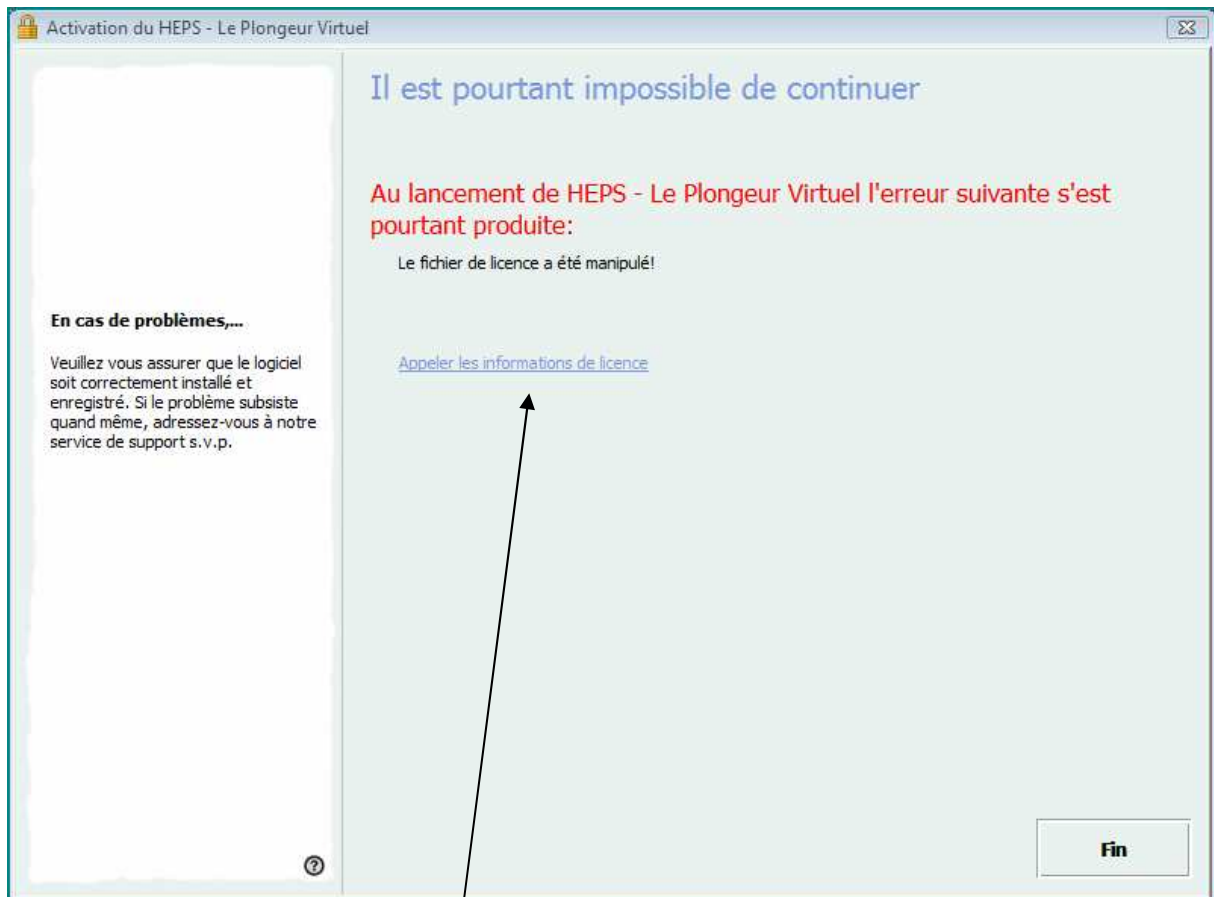 Activation du HEPS - Le Plongeur Virtuel
Il est pourtant impossible de continuer
Au lancement de HEPS - Le Plongeur Virtuel l'erreur suivante s'est
pourtant produite:
Le fichier de licence a été manipulé!
Appeler les informations de licence
En cas de problèmes,...
Veuillez vous assurer que le logiciel
soit correctement installé et
enregistré. Si le problème subsiste
quand même, adressez-vous à notre
service de support s.v.p.
Fin